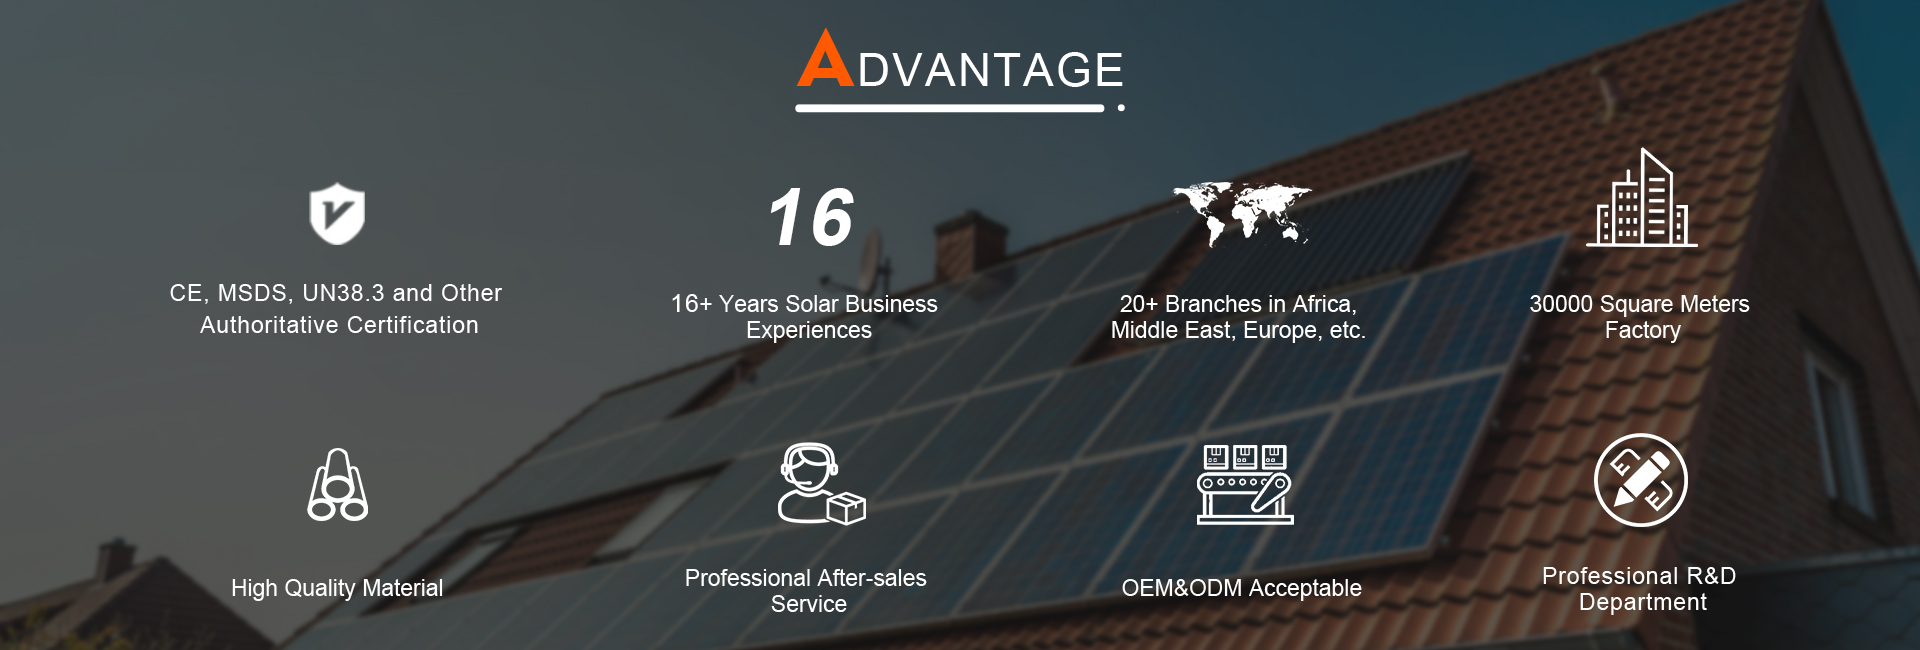 ADVANTAGE
16
CE, MSDS, UN38.3 and Other
Authoritative Certification
16+ Years Solar Business
Experiences
20+ Branches in Africa,
Middle East, Europe, etc.
30000 Square Meters
Factory
High Quality Material
Professional After-sales
Service
OEM&ODM Acceptable
Professional R&D
Department